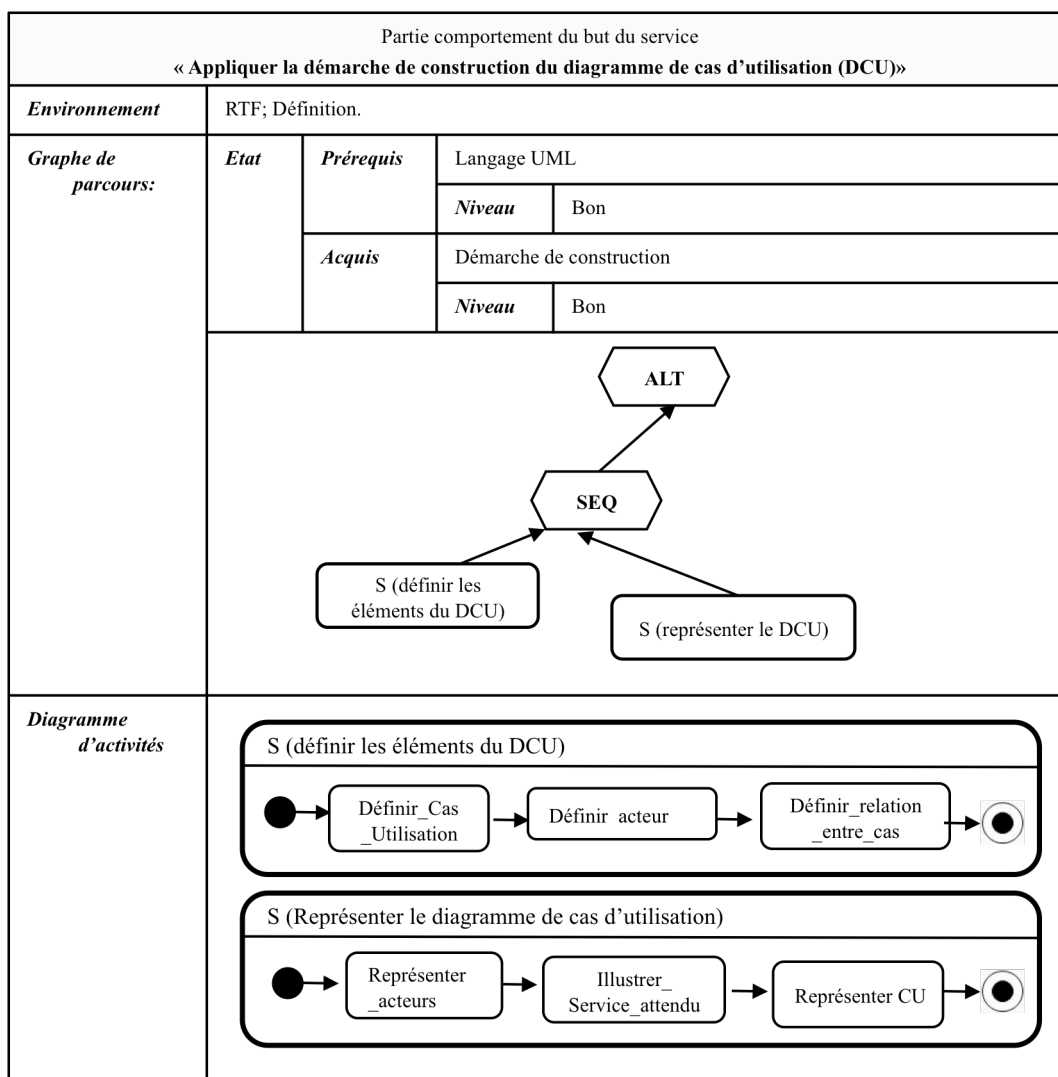 Partie comportement du but du service
« Appliquer la démarche de construction du diagramme de cas d’utilisation (DCU)»
Environnement
RTF; Définition.
Graphe de
parcours:
Etat
Prérequis
Langage UML
Niveau
Bon
Acquis
Démarche de construction
Niveau
Bon
ALT
SEQ
S (définir les
éléments du DCU)
S (représenter le DCU)
Diagramme
d’activités
S (définir les éléments du DCU)
Définir_Cas
_Utilisation
Définir acteur
Définir_relation
_entre_cas
S (Représenter le diagramme de cas d’utilisation)
Représenter
_acteurs
Illustrer_
Service_attendu
Représenter CU